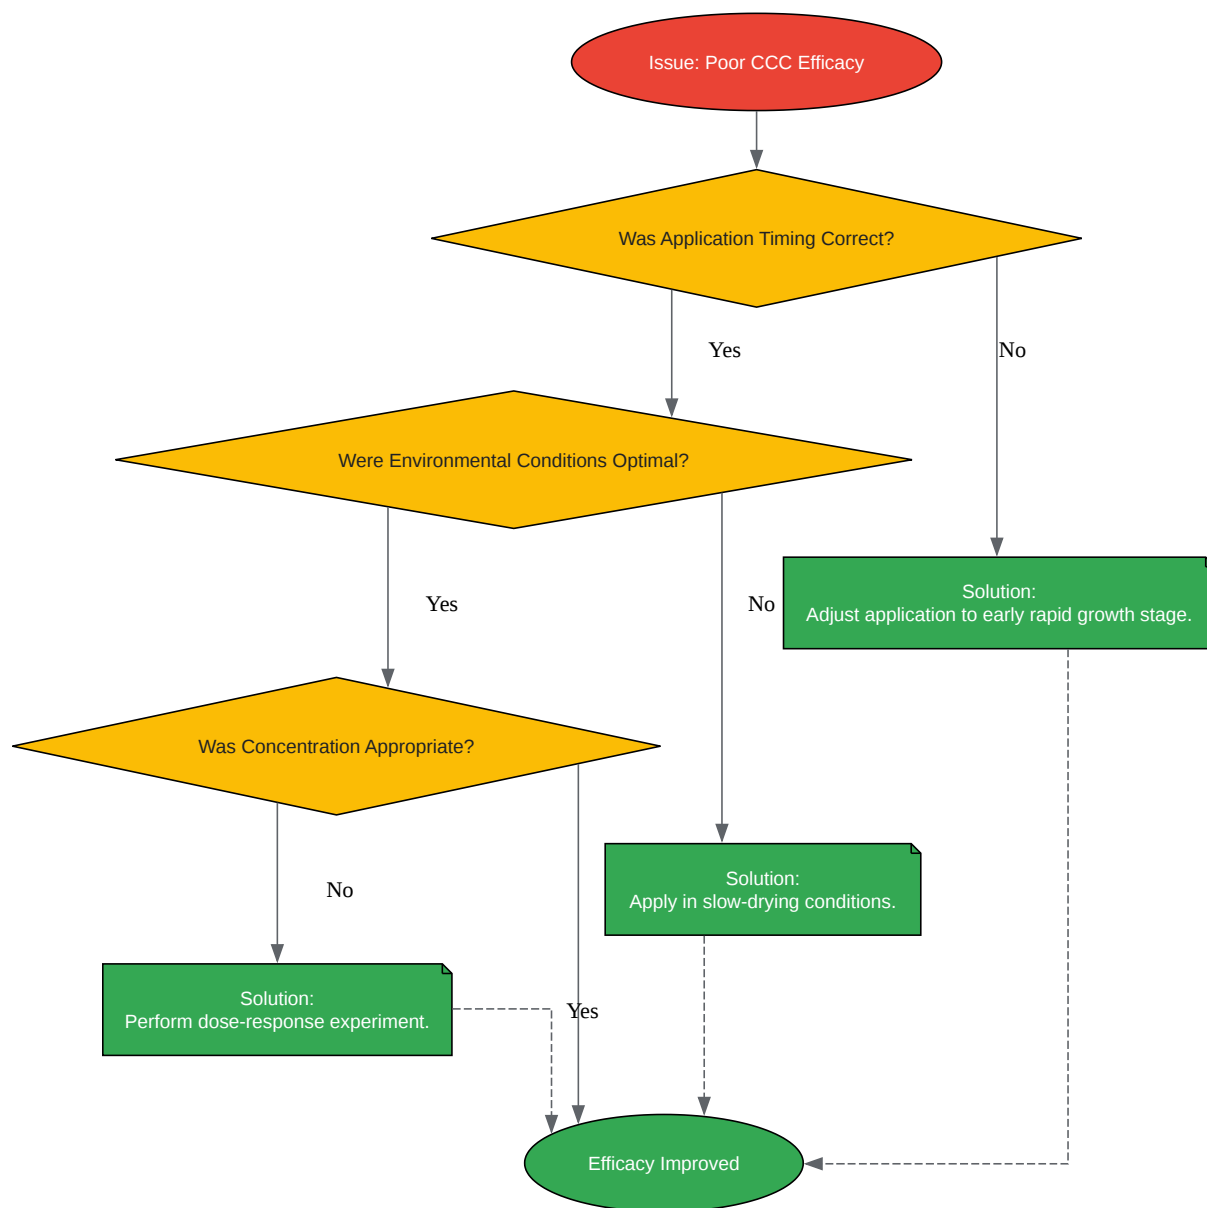 Issue: Poor CCC Efficacy
Was Application Timing Correct?
Yes
No
Were Environmental Conditions Optimal?
Yes
No
Solution:
Adjust application to early rapid growth stage.
Was Concentration Appropriate?
No
Yes
Solution:
Apply in slow-drying conditions.
Solution:
Perform dose-response experiment.
Efficacy Improved